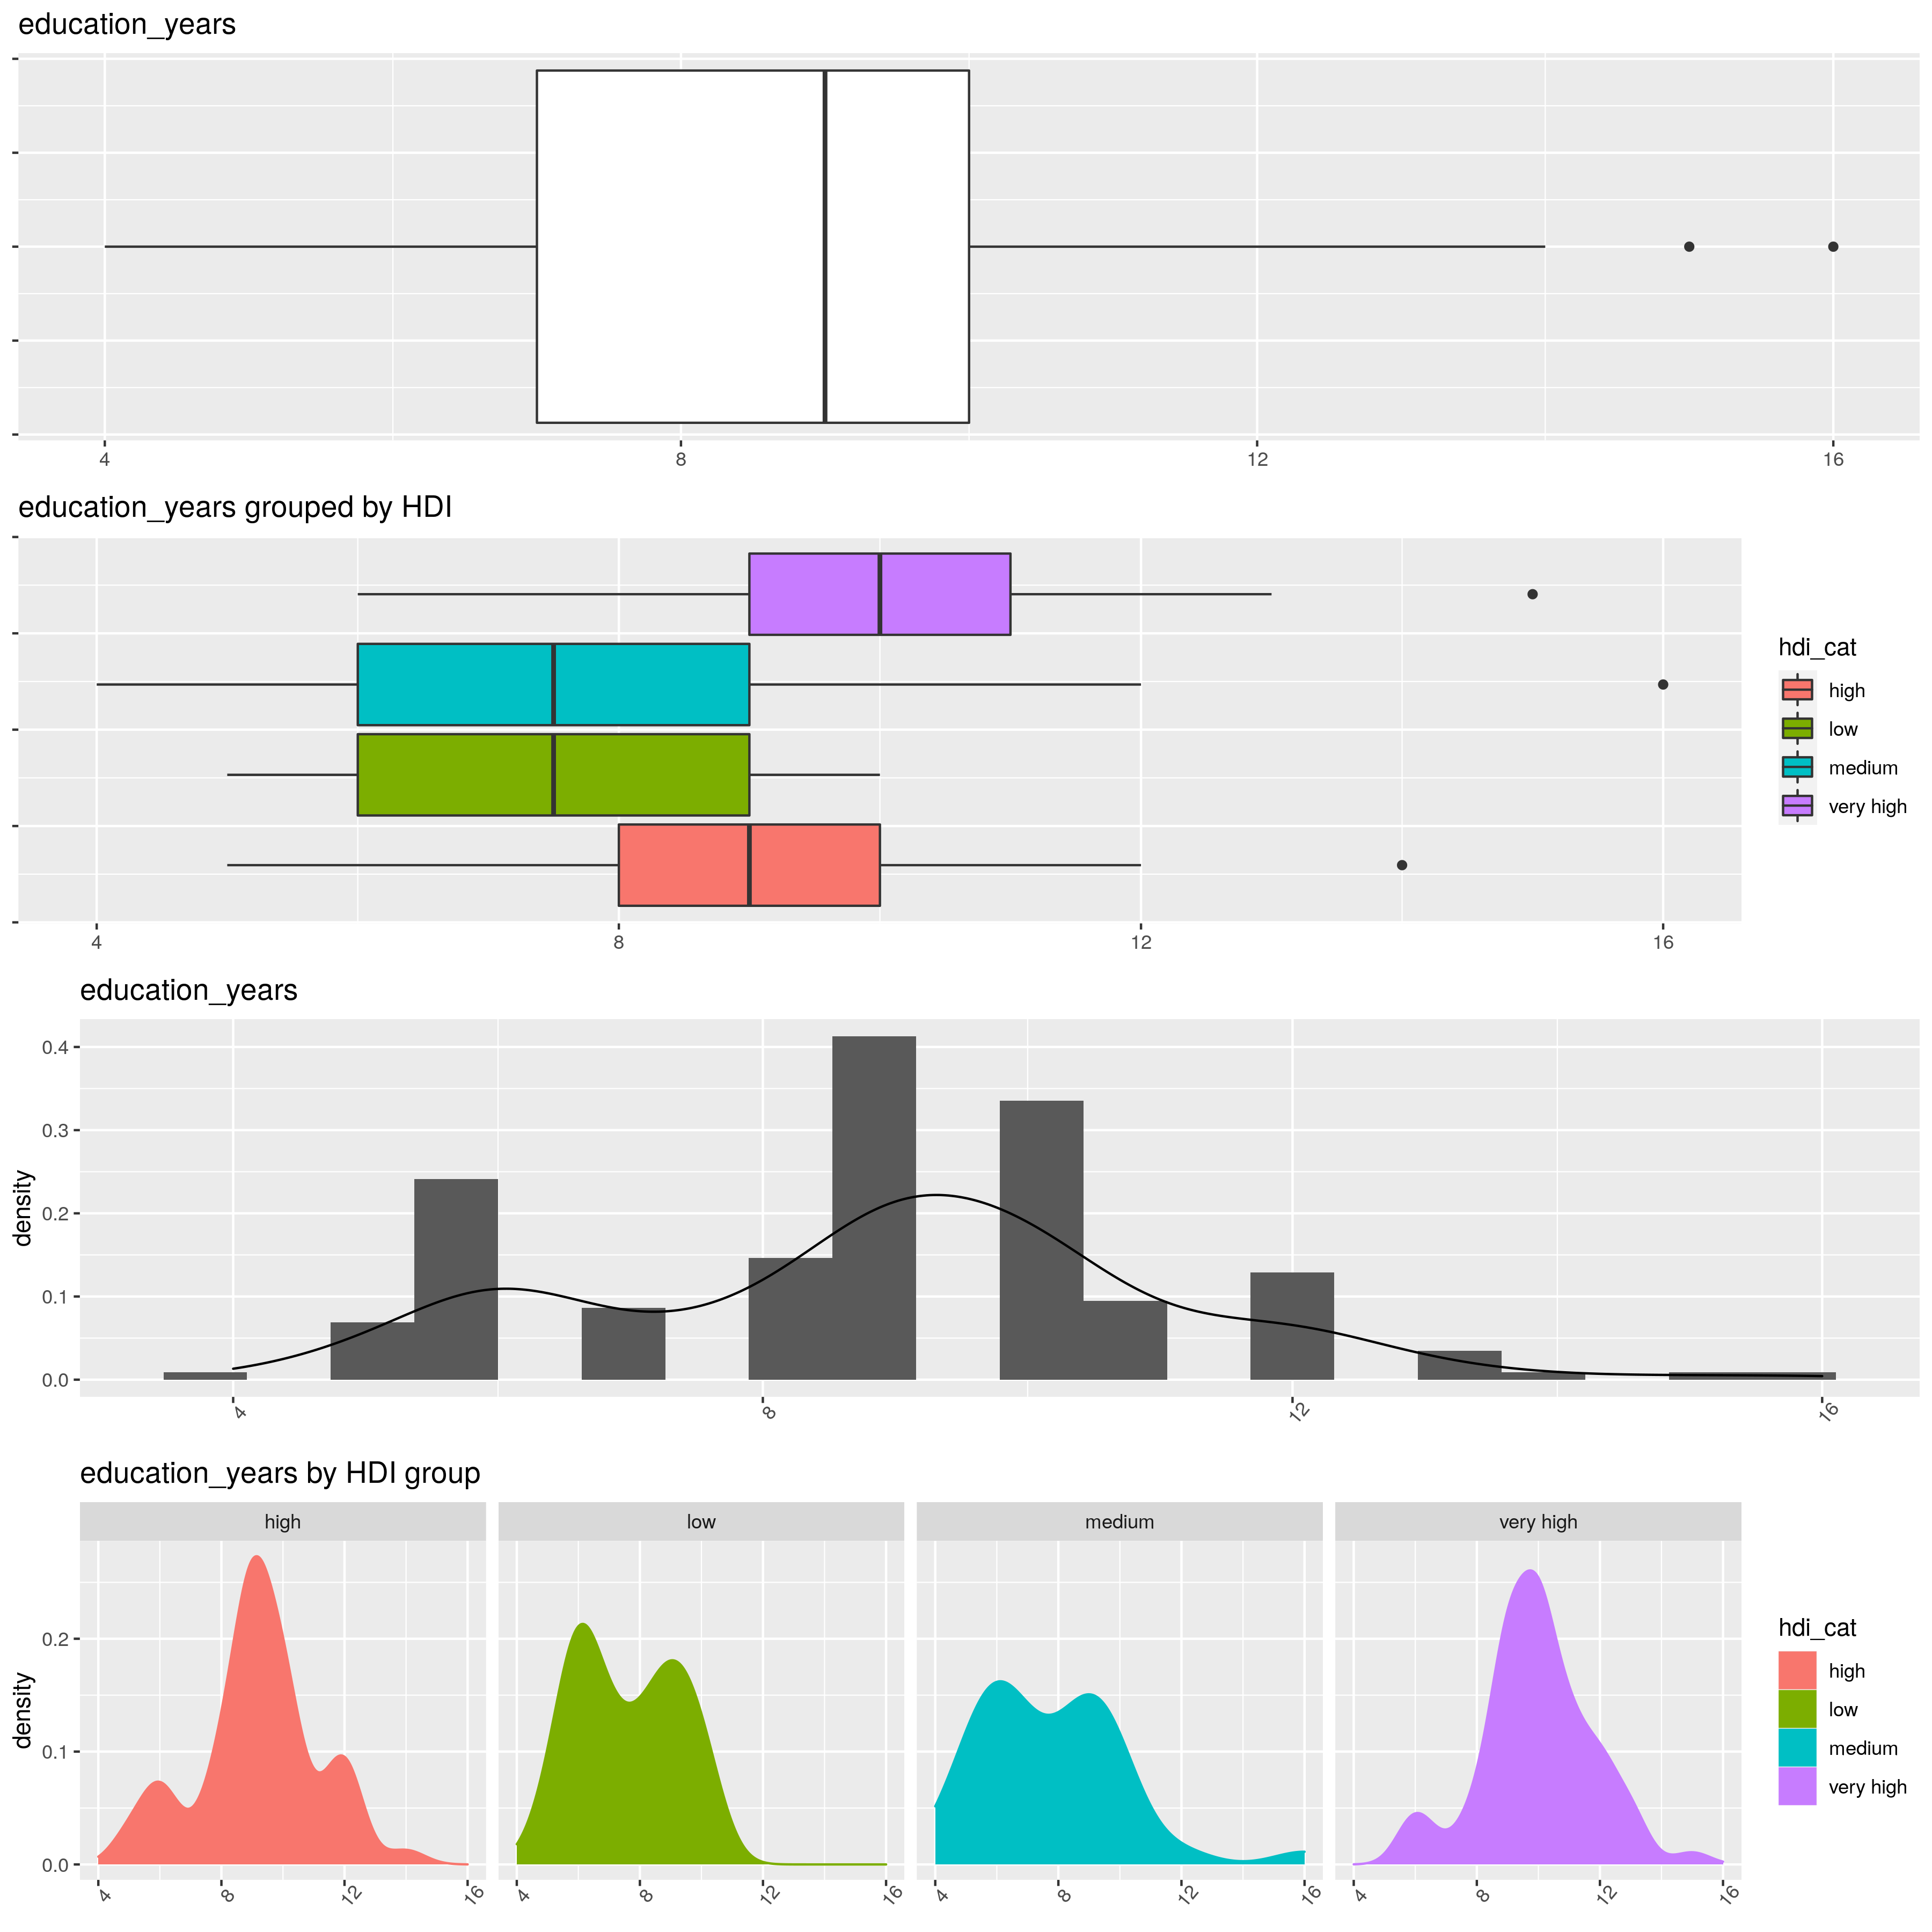 education_years
4 8 12 16
education_years grouped by HDI
hdi_cat
high
low
medium
very high
4 8 12 16
education_years
density
0.4
0.3
0.2
0.1
0.0
4 8 12 16
education_years by HDI group
high low medium very high
density
0.2
0.1
0.0
4 8 12 16 4 8 12 16 4 8 12 16 4 8 12 16
hdi_cat
high
low
medium
very high